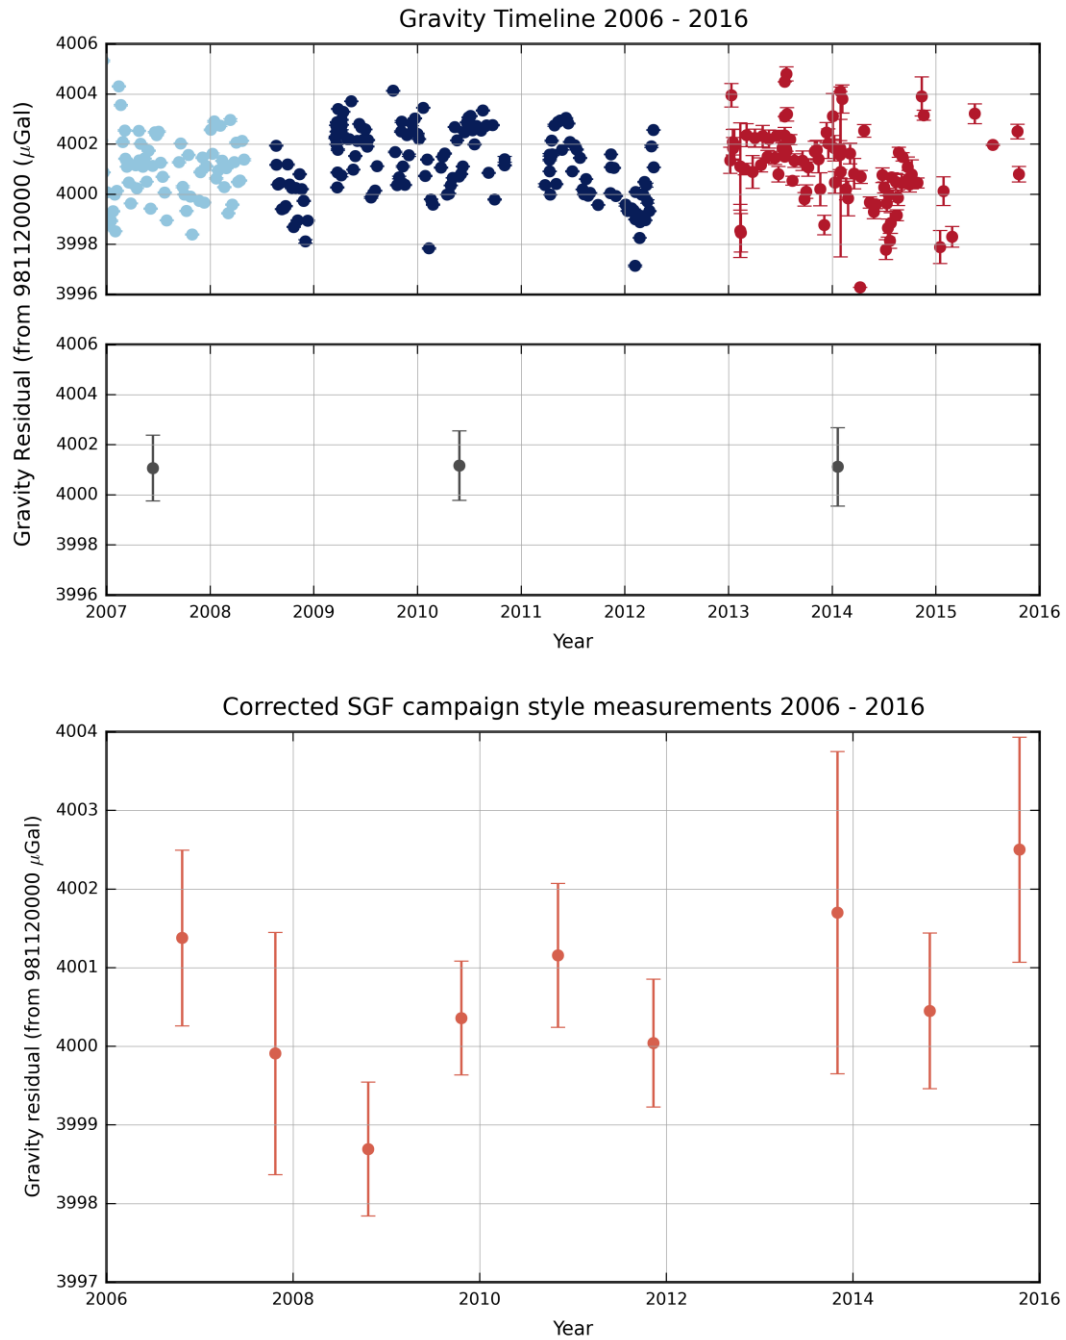 Gravity Timeline 2006 - 2016
Gravity Residual (from 981120000 (μGal)
4006
4004
4002
4000
3998
3996
4006
4004
4002
4000
3998
3996
2007 2008 2009 2010 2011 2012 2013 2014 2015 2016
Year
Corrected SGF campaign style measurements 2006 - 2016
Gravity residual (from 981120000 μGal)
4004
4003
4002
4001
4000
3999
3998
3997
2006 2008 2010 2012 2014 2016
Year